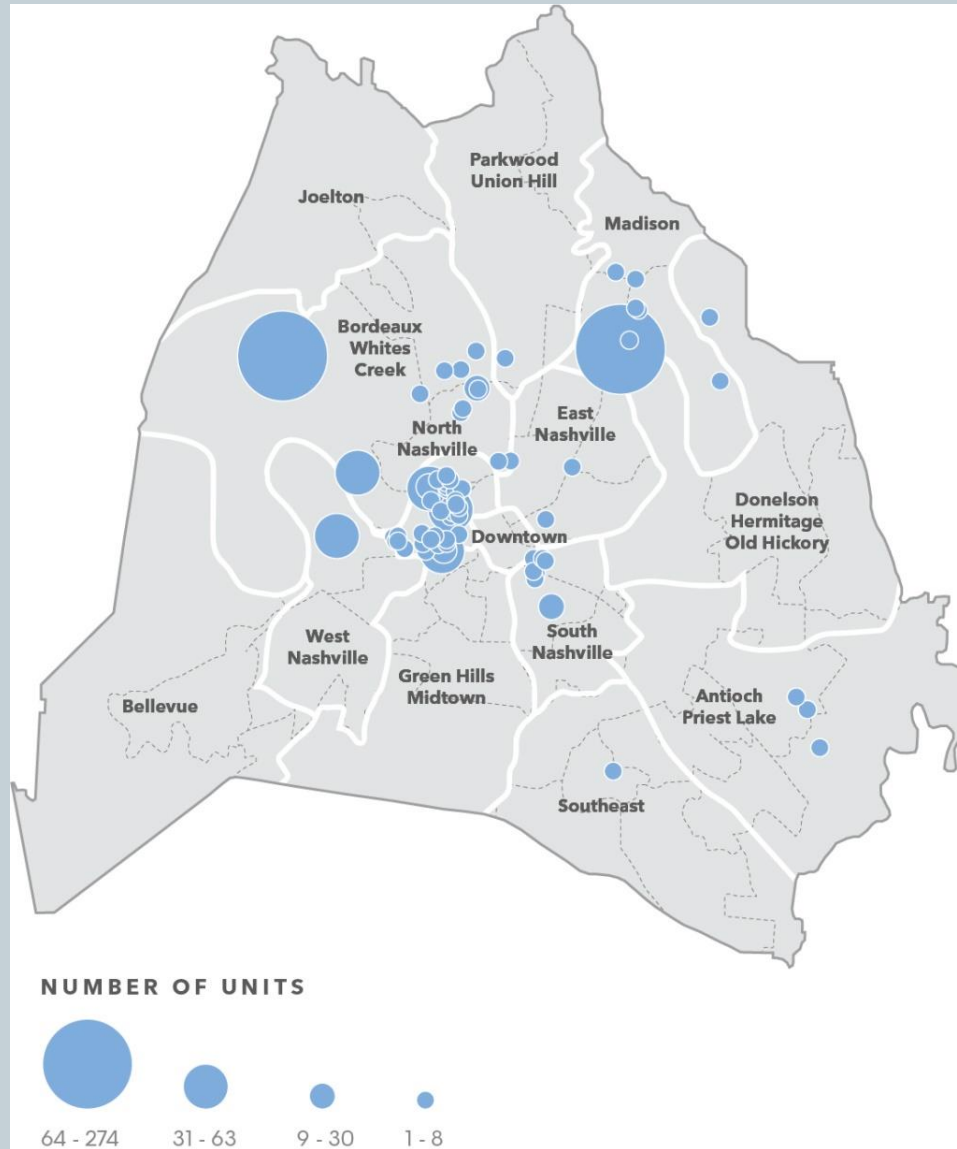 Parkwood
Union Hill
Joelton
Madison
Bordeaux
Whites
Creek
East
Nashville
North
Nashville
Donelson
Hermitage
Old Hickory
Downtown
West
Nashville
South
Nashville
Green Hills
Midtown
Bellevue
Antioch
Priest Lake
Southeast
NUMBER OF UNITS
64 - 274
31 - 63
9 - 30
1 - 8